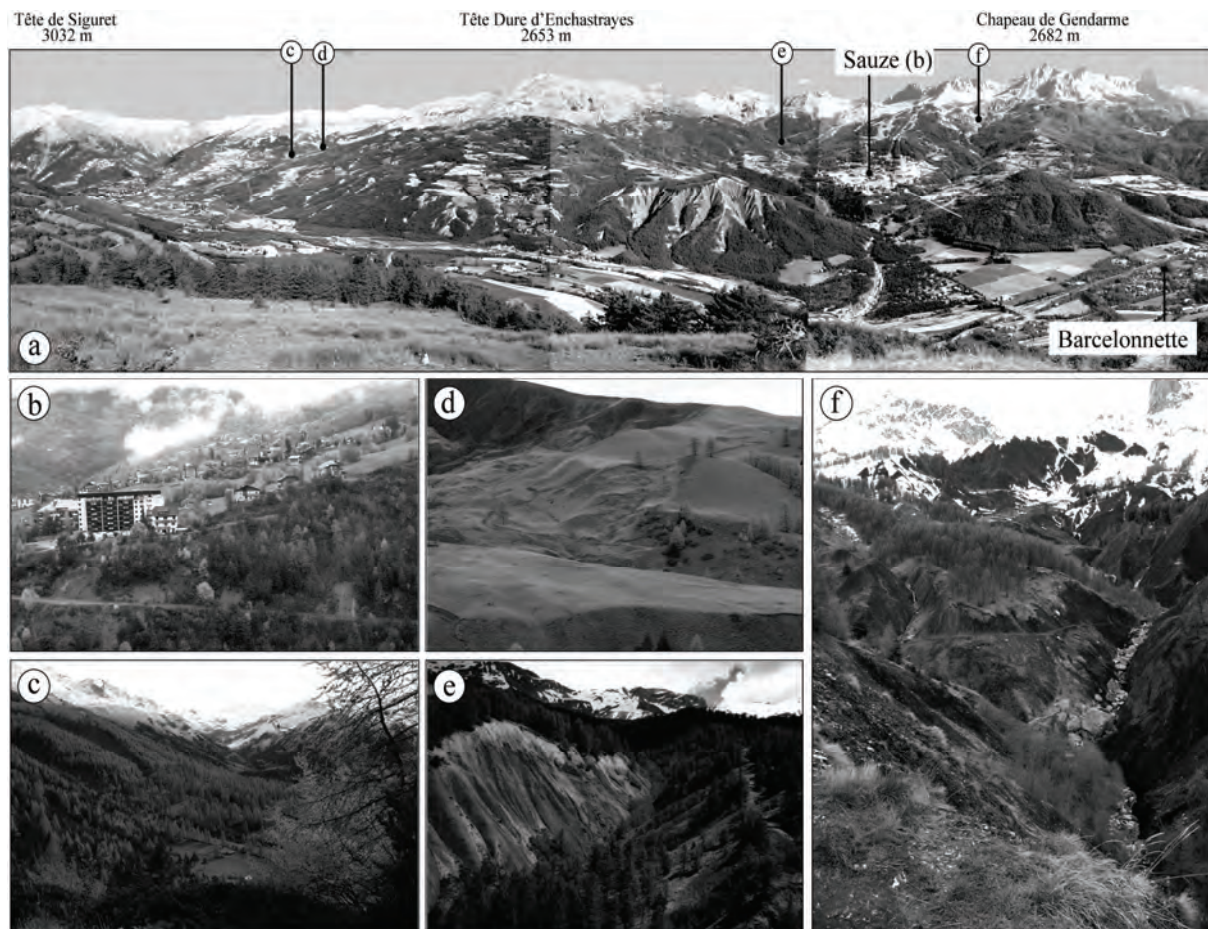 Tête de Siguret
3032 m
Tête Dure d’Enchastrayes
2653 m
Chapeau de Gendarme
2682 m
c
d
e
Sauze (b)
f
Barcelonnette
a
b
d
f
c
e